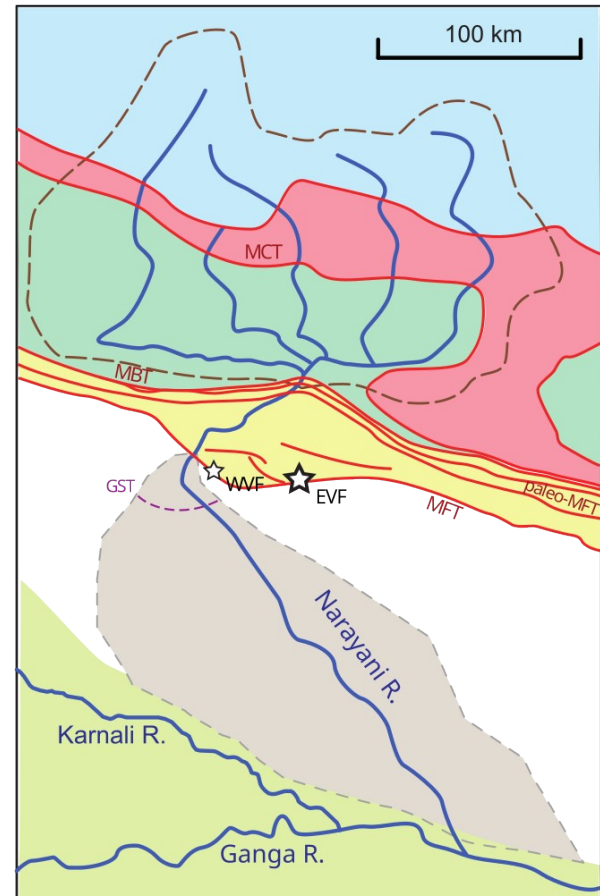 100 km
MCT
MBT
GST
WVF
EVF
paleo-MFT
MFT
Narayani R.
Karnali R.
Ganga R.